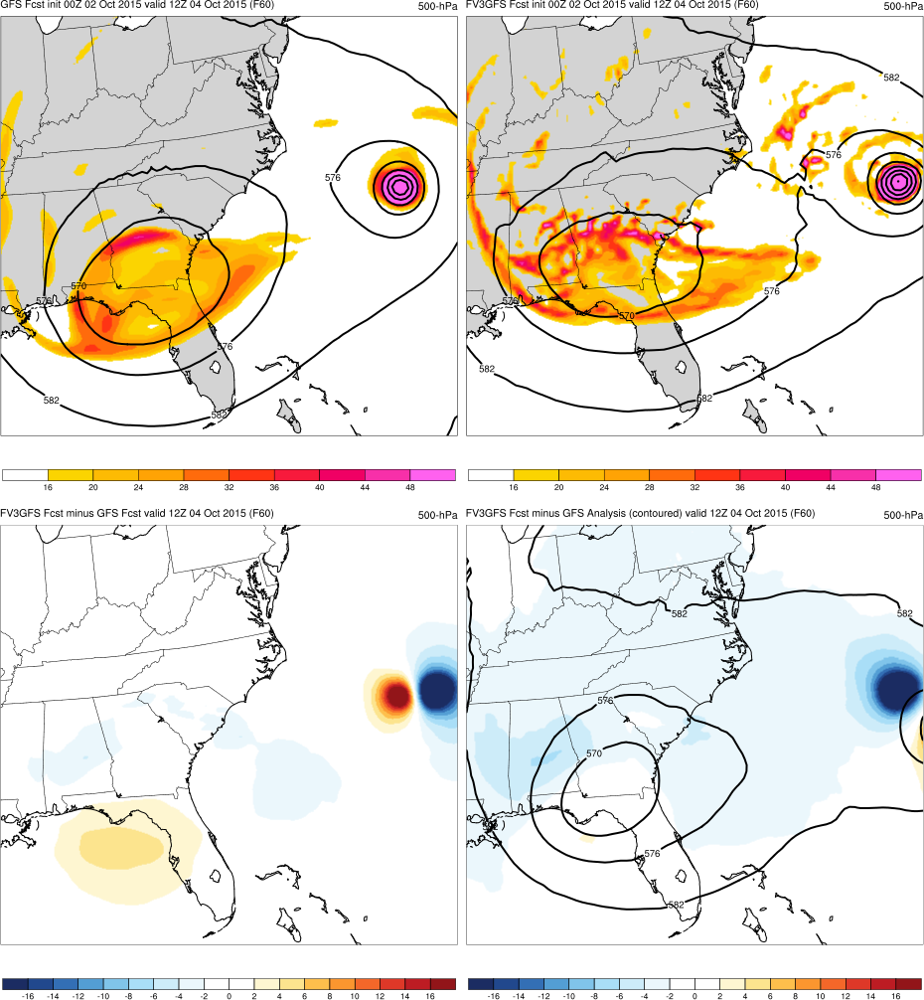 GFS Fcst init 00Z 02 Oct 2015 valid 12Z 04 Oct 2015 (F60) 500-hPa
FV3GFS Fcst init 00Z 02 Oct 2015 valid 12Z 04 Oct 2015 (F60) 500-hPa
582
576
576
576
570
576
576
576
570
576
582
582
582
582
16 20 24 28 32 36 40 44 48
16 20 24 28 32 36 40 44 48
FV3GFS Fcst minus GFS Fcst valid 12Z 04 Oct 2015 (F60) 500-hPa
FV3GFS Fcst minus GFS Analysis (contoured) valid 12Z 04 Oct 2015 (F60) 500-hPa
582
582
576
570
576
582
-16 -14 -12 -10 -8 -6 -4 -2 0 2 4 6 8 10 12 14 16
-16 -14 -12 -10 -8 -6 -4 -2 0 2 4 6 8 10 12 14 16